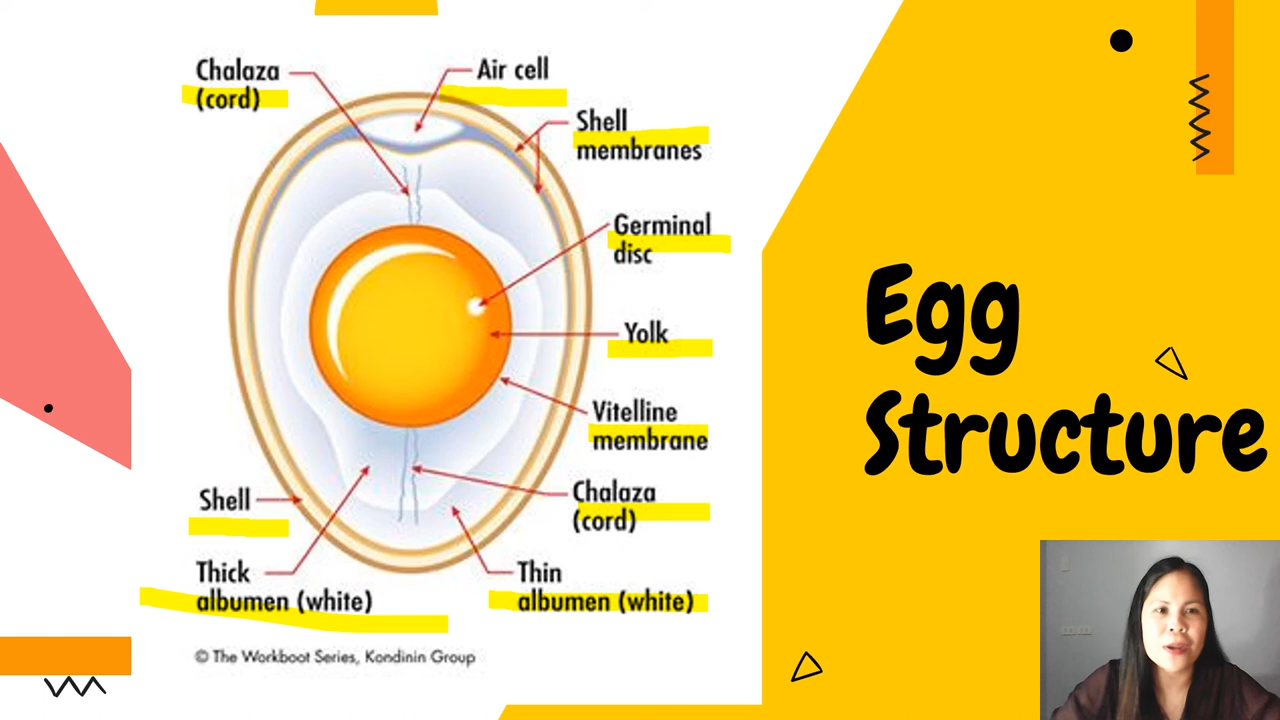 Chalaza
(cord)
Air cell
Shell
membranes
Germinal
disc
Yolk
Vitelline
membrane
Chalaza
(cord)
Shell
Thick
albumen (white)
Thin
albumen (white)
© The Workboot Series, Kondinin Group
Egg
Structure